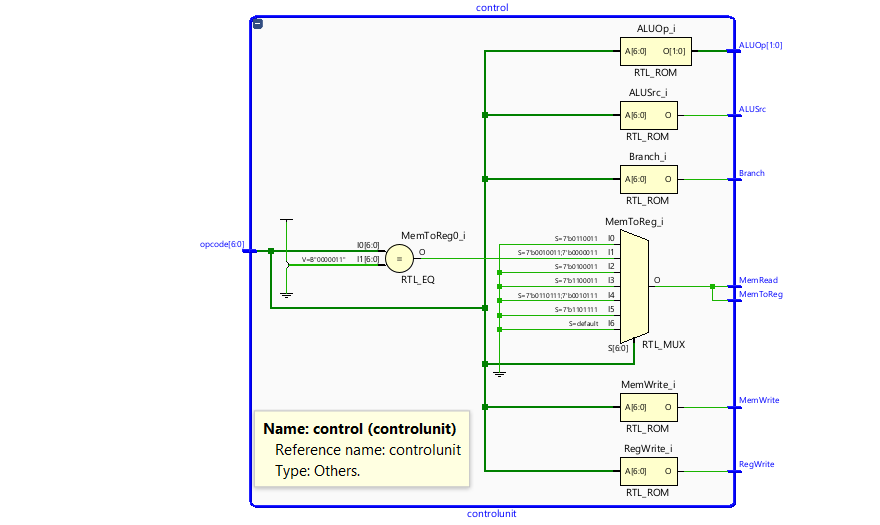 control
ALUOp_i
A[6:0] O[1:0]
RTL_ROM
ALUOp[1:0]
ALUSrc_i
A[6:0] O
RTL_ROM
ALUSrc
Branch_i
A[6:0] O
RTL_ROM
Branch
opcode[6:0]
V=B"0000011"
I0[6:0]
I1[6:0]
MemToReg0_i
=
O
RTL_EQ
MemToReg_i
S=7'b0110011 I0
S=7'b0010011;7'b0000011 I1
S=7'b0100011 I2
S=7'b1100011 I3
S=7'b0110111;7'b0010111 I4
S=7'b1101111 I5
S=default I6
S[6:0]
O
RTL_MUX
MemRead
MemToReg
MemWrite_i
A[6:0] O
RTL_ROM
MemWrite
RegWrite_i
A[6:0] O
RTL_ROM
RegWrite
Name: control (controlunit)
Reference name: controlunit
Type: Others.
controlunit